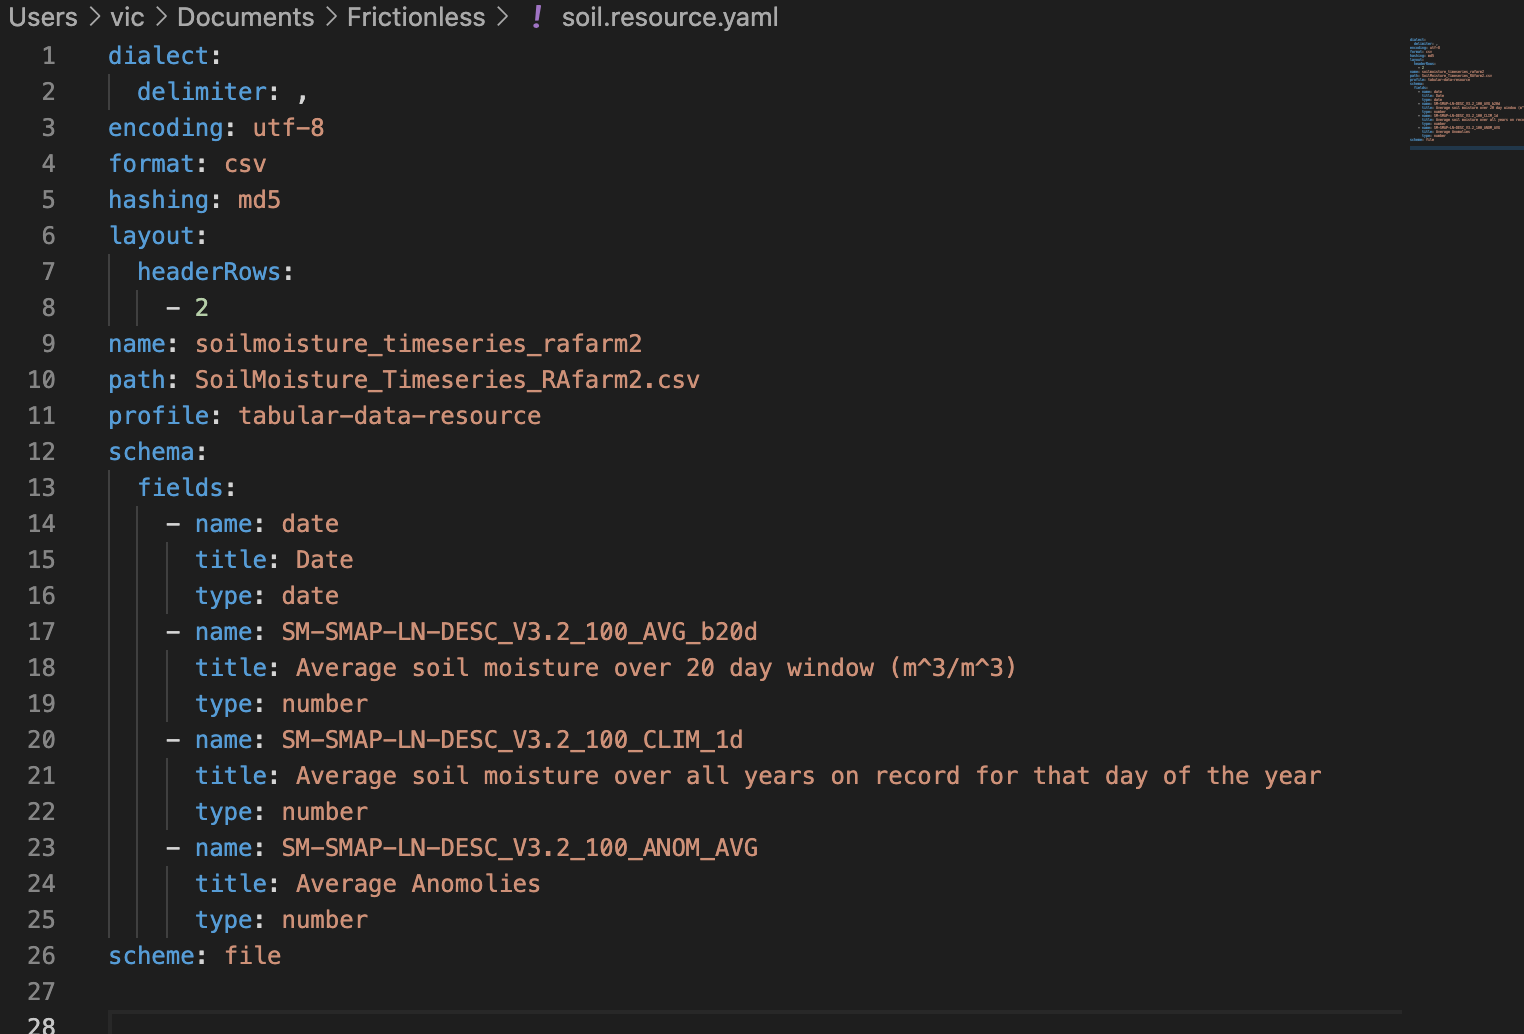 Users > vic > Documents > Frictionless > ! soil.resource.yaml
1 dialect:
2 delimiter: ,
3 encoding: utf-8
4 format: csv
5 hashing: md5
6 layout:
7 headerRows:
8 - 2
9 name: soilmoisture_timeseries_rafarm2
10 path: SoilMoisture_Timeseries_RAfarm2.csv
11 profile: tabular-data-resource
12 schema:
13 fields:
14 - name: date
15 title: Date
16 type: date
17 - name: SM-SMAP-LN-DESC_V3.2_100_AVG_b20d
18 title: Average soil moisture over 20 day window (m^3/m^3)
19 type: number
20 - name: SM-SMAP-LN-DESC_V3.2_100_CLIM_1d
21 title: Average soil moisture over all years on record for that day of the year
22 type: number
23 - name: SM-SMAP-LN-DESC_V3.2_100_ANOM_AVG
24 title: Average Anomolies
25 type: number
26 scheme: file
27
28